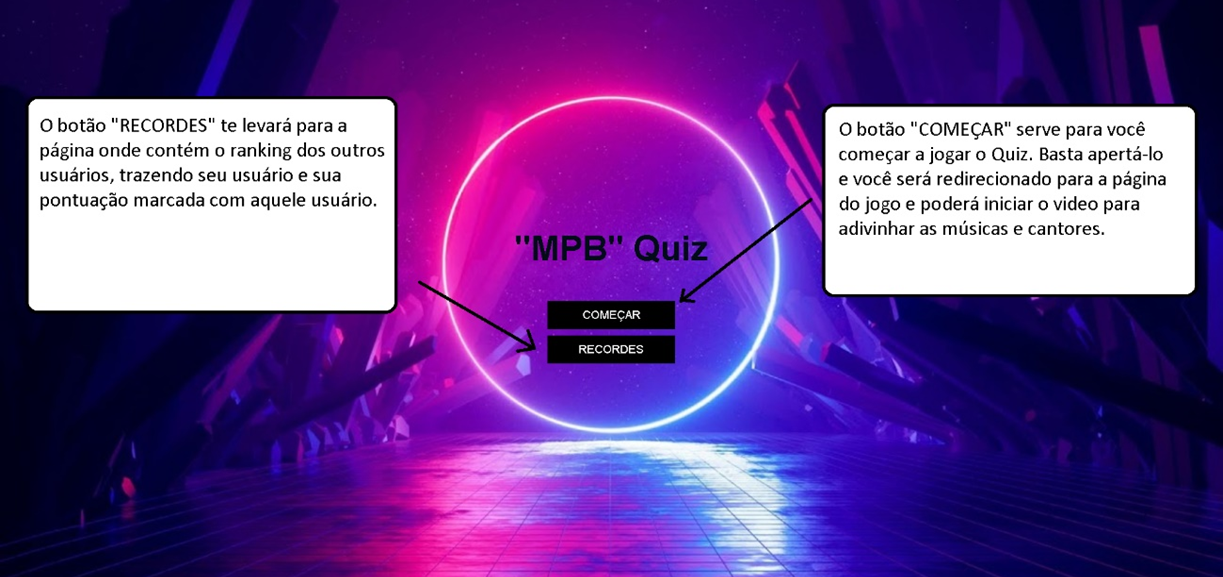 O botão "RECORDES" te levará para a
página onde contém o ranking dos outros
usuários, trazendo seu usuário e sua
pontuação marcada com aquele usuário.
O botão "COMEÇAR" serve para você
começar a jogar o Quiz. Basta apertá-lo
e você será redirecionado para a página
do jogo e poderá iniciar o video para
adivinhar as músicas e cantores.
"MPB" Quiz
COMEÇAR
RECORDES